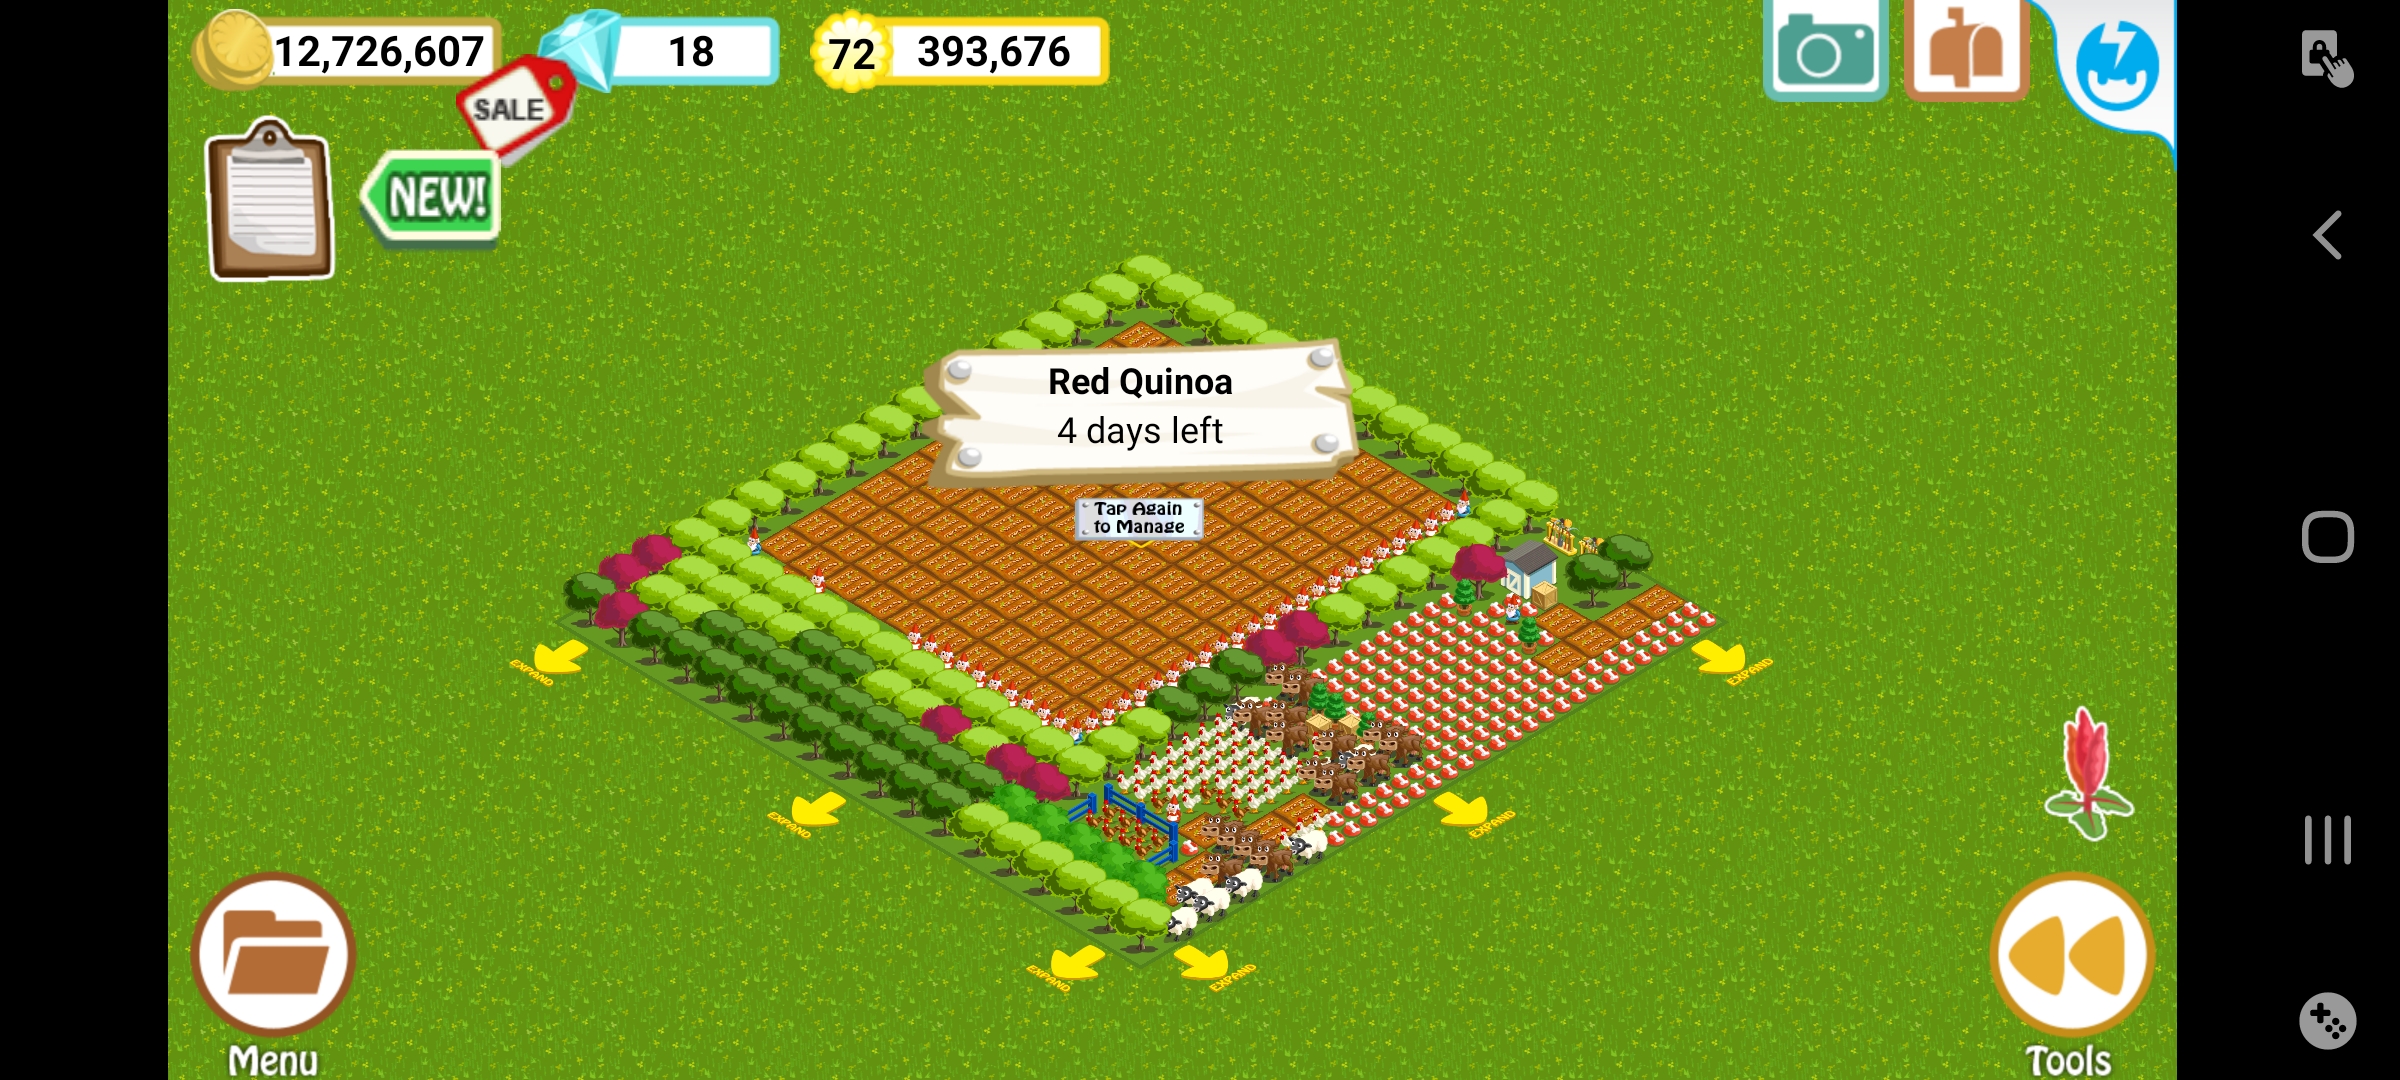 12,726,607
18
72
393,676
SALE
NEW!
Red Quinoa
4 days left
Tap Again
to Manage
EXPAND
EXPAND
EXPAND
EXPAND
EXPAND
EXPAND
Menu
Tools